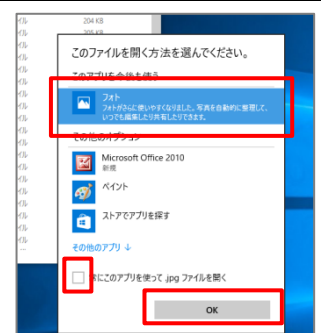 204 KB
205 KB
このファイルを開く方法を選んでください。
このアプリを今後も使う
フォト
フォトがさらに使いやすくなりました。写真を自動的に整理して、
いつでも編集したり共有したりできます。
その他のオプション
Microsoft Office 2010
新規
ペイント
ストアでアプリを探す
その他のアプリ ↓
常にこのアプリを使って .jpg ファイルを開く
OK